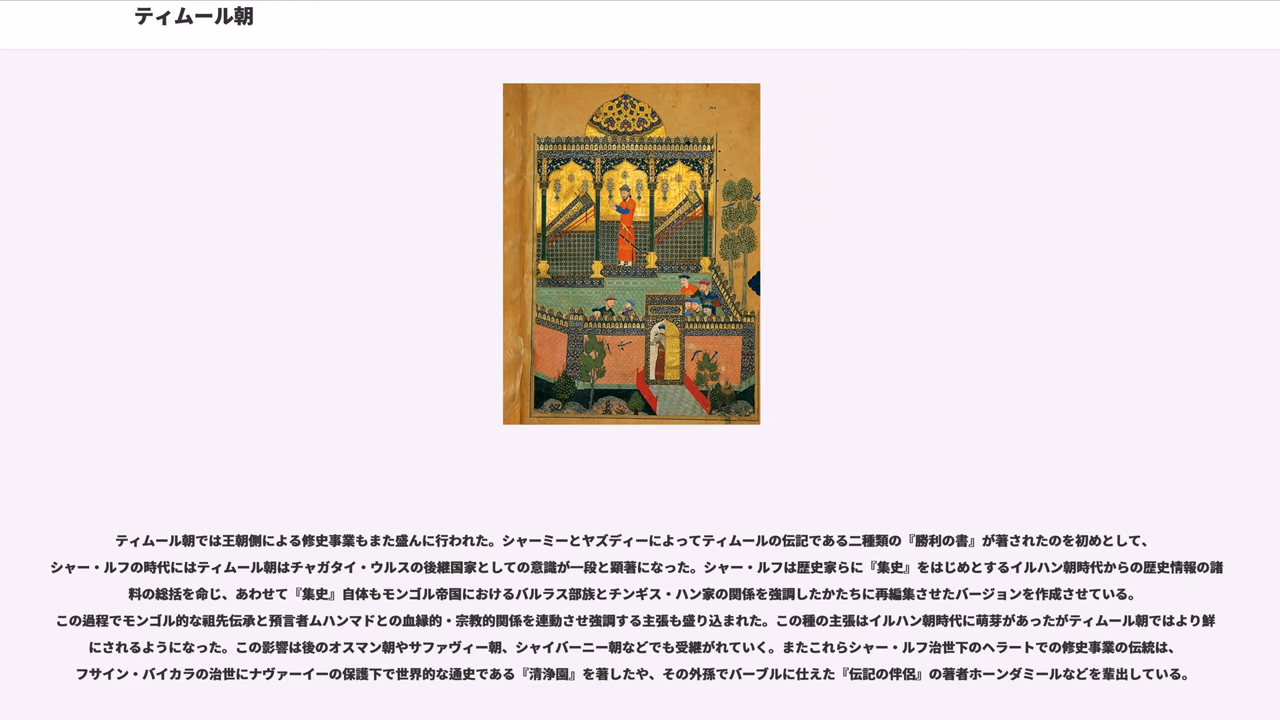 ティムール朝
ティムール朝では王朝側による修史事業もまた盛んに行われた。シャーミーとヤズディーによってティムールの伝記である二種類の『勝利の書』が著されたのを初めとして、
シャー・ルフの時代にはティムール朝はチャガタイ・ウルスの後継国家としての意識が一段と顕著になった。シャー・ルフは歴史家らに『集史』をはじめとするイルハン朝時代からの歴史情報の諸
料の総括を命じ、あわせて『集史』自体もモンゴル帝国におけるバルラス部族とチンギス・ハン家の関係を強調したかたちに再編集させたバージョンを作成させている。
この過程でモンゴル的な祖先伝承と預言者ムハンマドとの血縁的・宗教的関係を連動させ強調する主張も盛り込まれた。この種の主張はイルハン朝時代に萌芽があったがティムール朝ではより鮮
にされるようになった。この影響は後のオスマン朝やサファヴィー朝、シャイバーニー朝などでも受継がれていく。またこれらシャー・ルフ治世下のヘラートでの修史事業の伝統は、
フサイン・バイカラの治世にナヴァーイーの保護下で世界的な通史である『清浄園』を著したや、その外孫でバーブルに仕えた『伝記の伴侶』の著者ホーンダミールなどを輩出している。